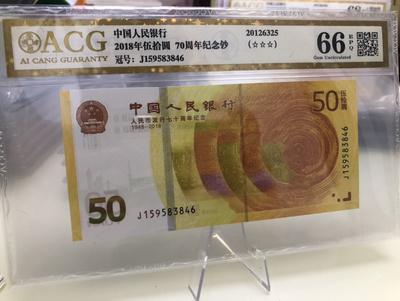 ACG
AI CANG GUARANTY
中国人民银行
2018年伍拾圆 70周年纪念钞
冠号: J159583846
20126325
(☆☆☆)
66 EPQ
Gem Uncirculated
中国人民银行
人民币发行七十周年纪念
1948-2018
50 伍拾圆
J159583846
50
J159583846